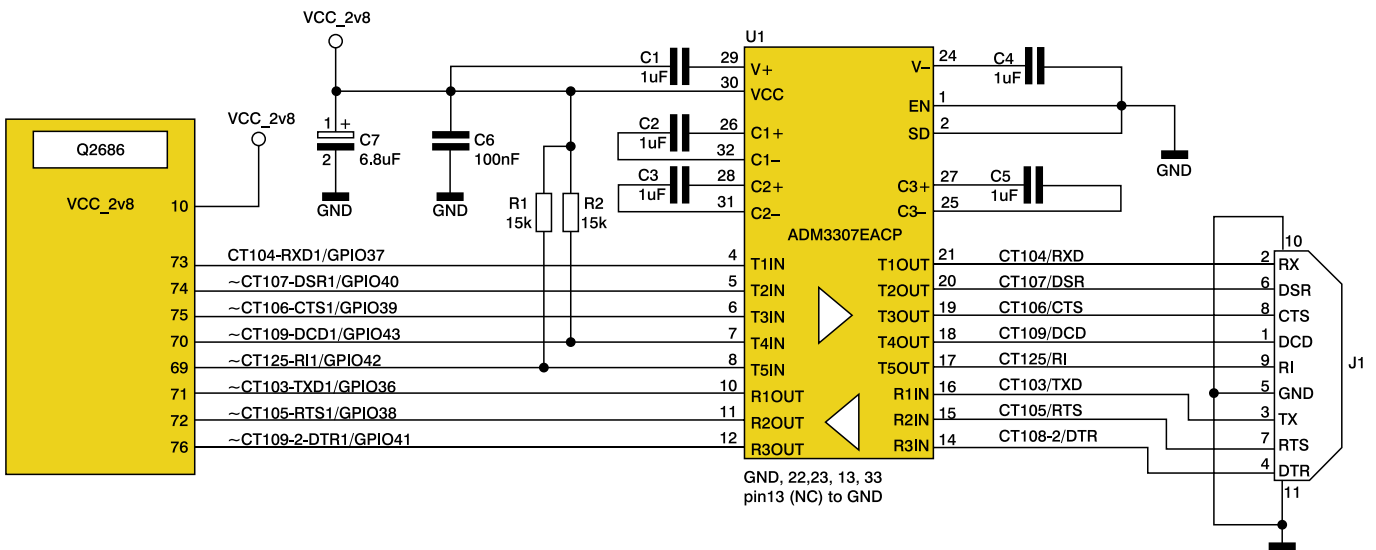 VCC_2v8
U1
C1
1uF
29
V+
30
VCC
V–
24
C4
1uF
EN
1
SD
2
GND
Q2686
VCC_2v8
VCC_2v8
10
1
+
2
C7
6.8uF
GND
C6
100nF
GND
C2
1uF
26
C1+
32
C1–
C3
1uF
28
C2+
31
C2–
C3+
27
C5
1uF
C3–
25
R1
15k
R2
15k
ADM3307EACP
73
CT104-RXD1/GPIO37
4
T1IN
T1OUT
21
CT104/RXD
2
RX
74
~CT107-DSR1/GPIO40
5
T2IN
T2OUT
20
CT107/DSR
6
DSR
75
~CT106-CTS1/GPIO39
6
T3IN
T3OUT
19
CT106/CTS
8
CTS
70
~CT109-DCD1/GPIO43
7
T4IN
T4OUT
18
CT109/DCD
1
DCD
69
~CT125-RI1/GPIO42
8
T5IN
T5OUT
17
CT125/RI
9
RI
71
~CT103-TXD1/GPIO36
10
R1OUT
R1IN
16
CT103/TXD
5
GND
3
TX
72
~CT105-RTS1/GPIO38
11
R2OUT
R2IN
15
CT105/RTS
7
RTS
76
~CT109-2-DTR1/GPIO41
12
R3OUT
R3IN
14
CT108-2/DTR
4
DTR
10
J1
11
GND, 22,23, 13, 33
pin13 (NC) to GND